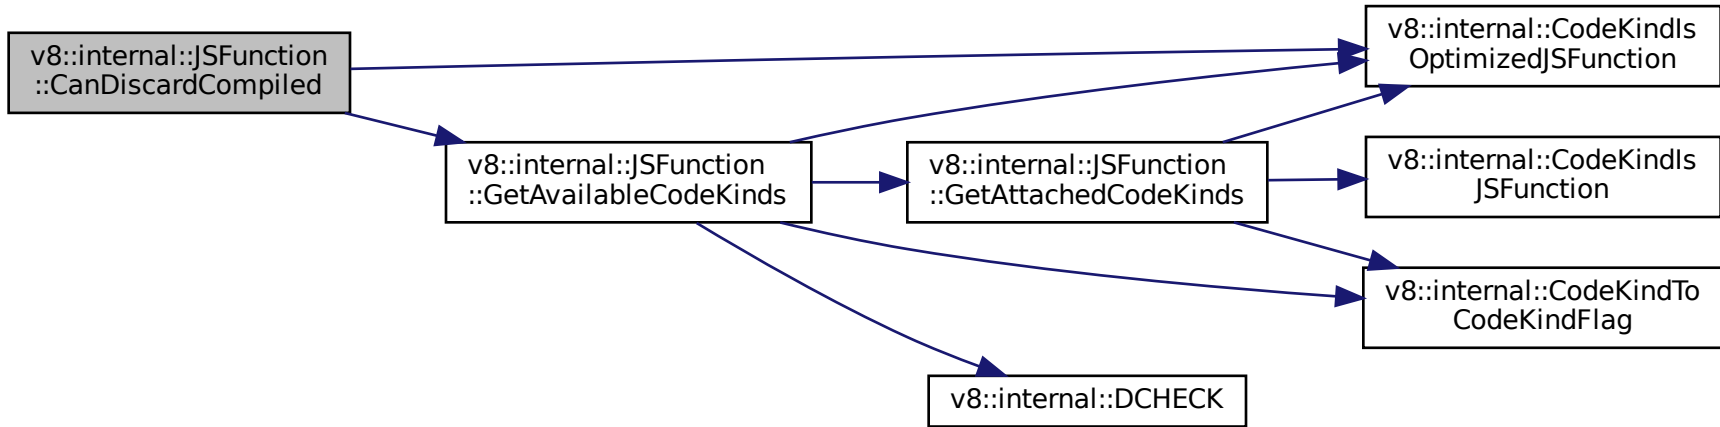 v8::internal::JSFunction
::CanDiscardCompiled
v8::internal::JSFunction
::GetAvailableCodeKinds
v8::internal::JSFunction
::GetAttachedCodeKinds
v8::internal::CodeKindIs
OptimizedJSFunction
v8::internal::CodeKindIs
JSFunction
v8::internal::CodeKindTo
CodeKindFlag
v8::internal::DCHECK